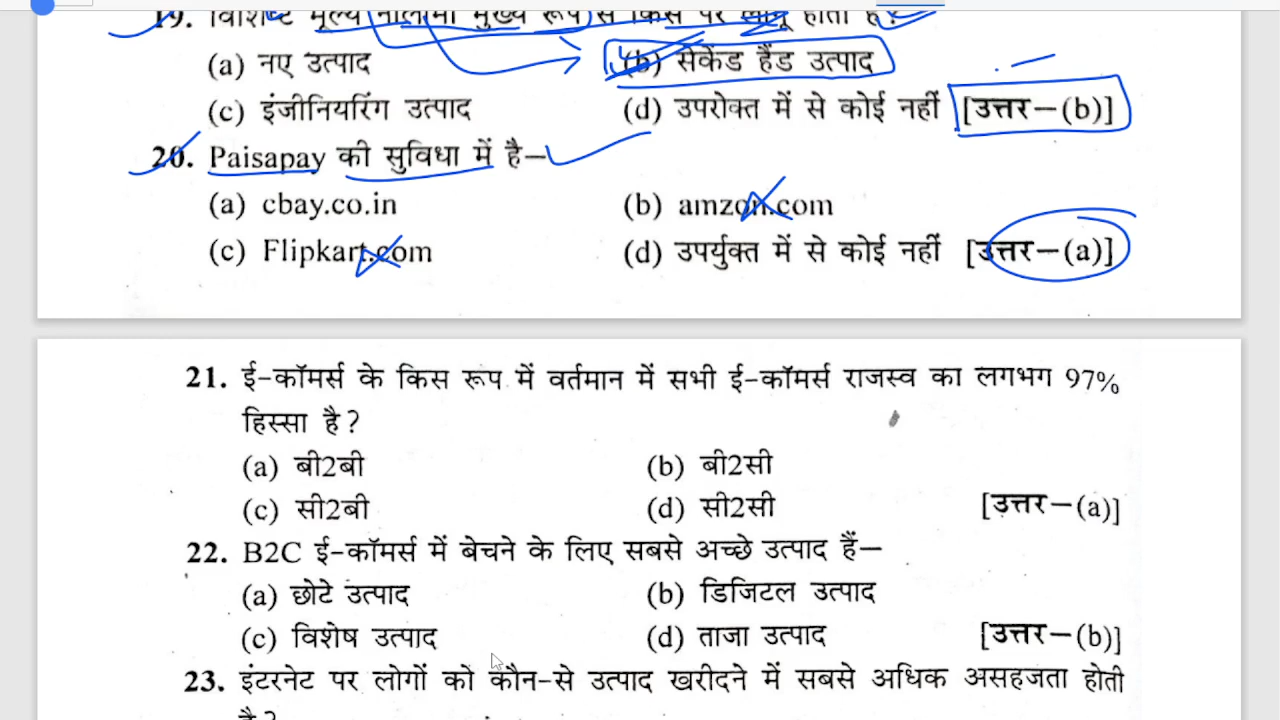 19. विशिष्ट मूल्य नीलामी मुख्य रूप से किस पर लागू होता है?
(a) नए उत्पाद (b) सेकेंड हैंड उत्पाद
(c) इंजीनियरिंग उत्पाद (d) उपरोक्त में से कोई नहीं [उत्तर–(b)]
20. Paisapay की सुविधा में है–
(a) cbay.co.in (b) amzon.com
(c) Flipkart.com (d) उपर्युक्त में से कोई नहीं [उत्तर–(a)]
21. ई-कॉमर्स के किस रूप में वर्तमान में सभी ई-कॉमर्स राजस्व का लगभग 97%
हिस्सा है?
(a) बी2बी (b) बी2सी
(c) सी2बी (d) सी2सी [उत्तर–(a)]
22. B2C ई-कॉमर्स में बेचने के लिए सबसे अच्छे उत्पाद हैं–
(a) छोटे उत्पाद (b) डिजिटल उत्पाद
(c) विशेष उत्पाद (d) ताजा उत्पाद [उत्तर–(b)]
23. इंटरनेट पर लोगों को कौन-से उत्पाद खरीदने में सबसे अधिक असहजता होती
है?